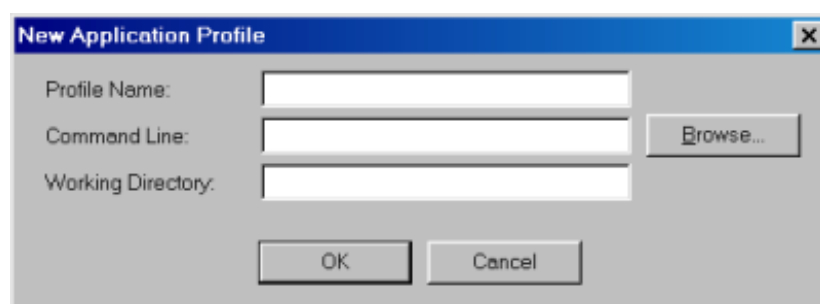 New Application Profile
Profile Name:
Command Line:
Browse...
Working Directory:
OK
Cancel